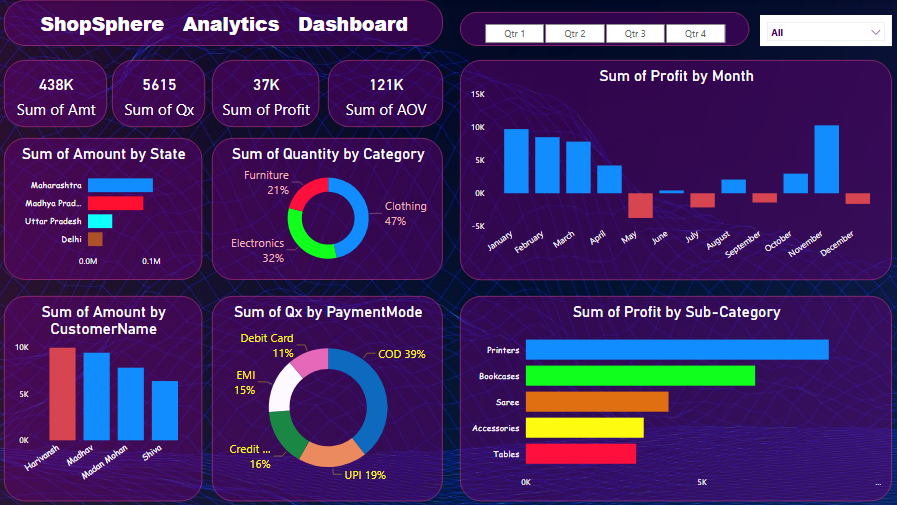 ShopSphere Analytics Dashboard
Qtr 1 Qtr 2 Qtr 3 Qtr 4
All
438K
Sum of Amt
5615
Sum of Qx
37K
Sum of Profit
121K
Sum of AOV
Sum of Profit by Month
15K
10K
5K
0K
-5K
January February March April May June July August September October November December
Sum of Amount by State
Maharashtra
Madhya Prad...
Uttar Pradesh
Delhi
0.0M 0.1M
Sum of Quantity by Category
Furniture
21%
Clothing
47%
Electronics
32%
Sum of Amount by
CustomerName
10K
5K
0K
Harivansh Madhav Madan Mohan Shiva
Sum of Qx by PaymentMode
Debit Card
11%
COD 39%
EMI
15%
Credit ...
16%
UPI 19%
Sum of Profit by Sub-Category
Printers
Bookcases
Saree
Accessories
Tables
0K 5K ...